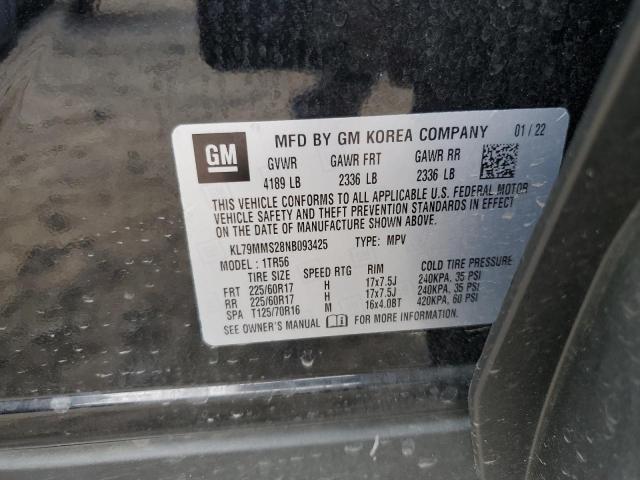 GM
MFD BY GM KOREA COMPANY 01 / 22
GVWR GAWR FRT GAWR RR
4189 LB 2336 LB 2336 LB
THIS VEHICLE CONFORMS TO ALL APPLICABLE U.S. FEDERAL MOTOR
VEHICLE SAFETY AND THEFT PREVENTION STANDARDS IN EFFECT
ON THE DATE OF MANUFACTURE SHOWN ABOVE.
KL79MMS28NB093425 TYPE: MPV
MODEL : 1TR56
TIRE SIZE SPEED RTG RIM COLD TIRE PRESSURE
FRT 225/60R17 H 17x7.5J 240KPA, 35 PSI
RR 225/60R17 H 17x7.5J 240KPA, 35 PSI
SPA T125/70R16 M 16x4.0BT 420KPA, 60 PSI
SEE OWNER'S MANUAL FOR MORE INFORMATION.